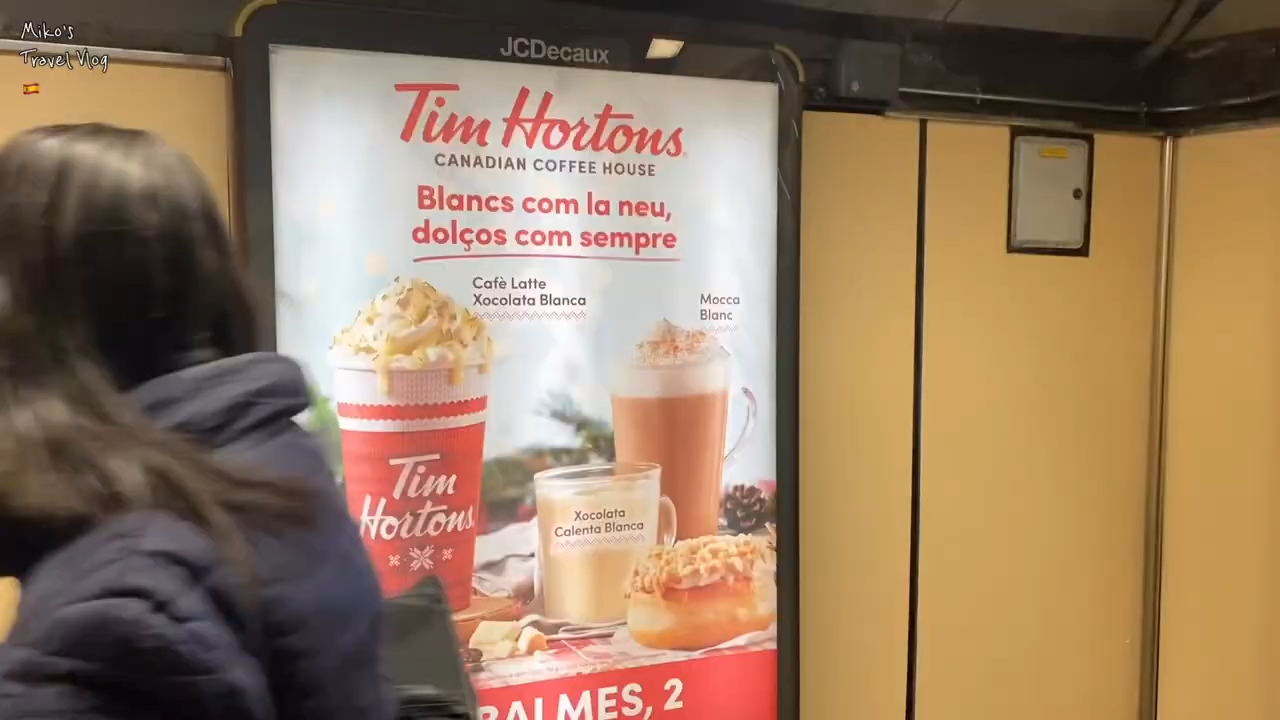 Miko's
Travel Vlog
JCDecaux
Tim Hortons
CANADIAN COFFEE HOUSE
Blancs com la neu,
dolços com sempre
Cafè Latte
Xocolata Blanca
Mocca
Blanc
Tim
Hortons
Xocolata
Calenta Blanca
BALMES, 2